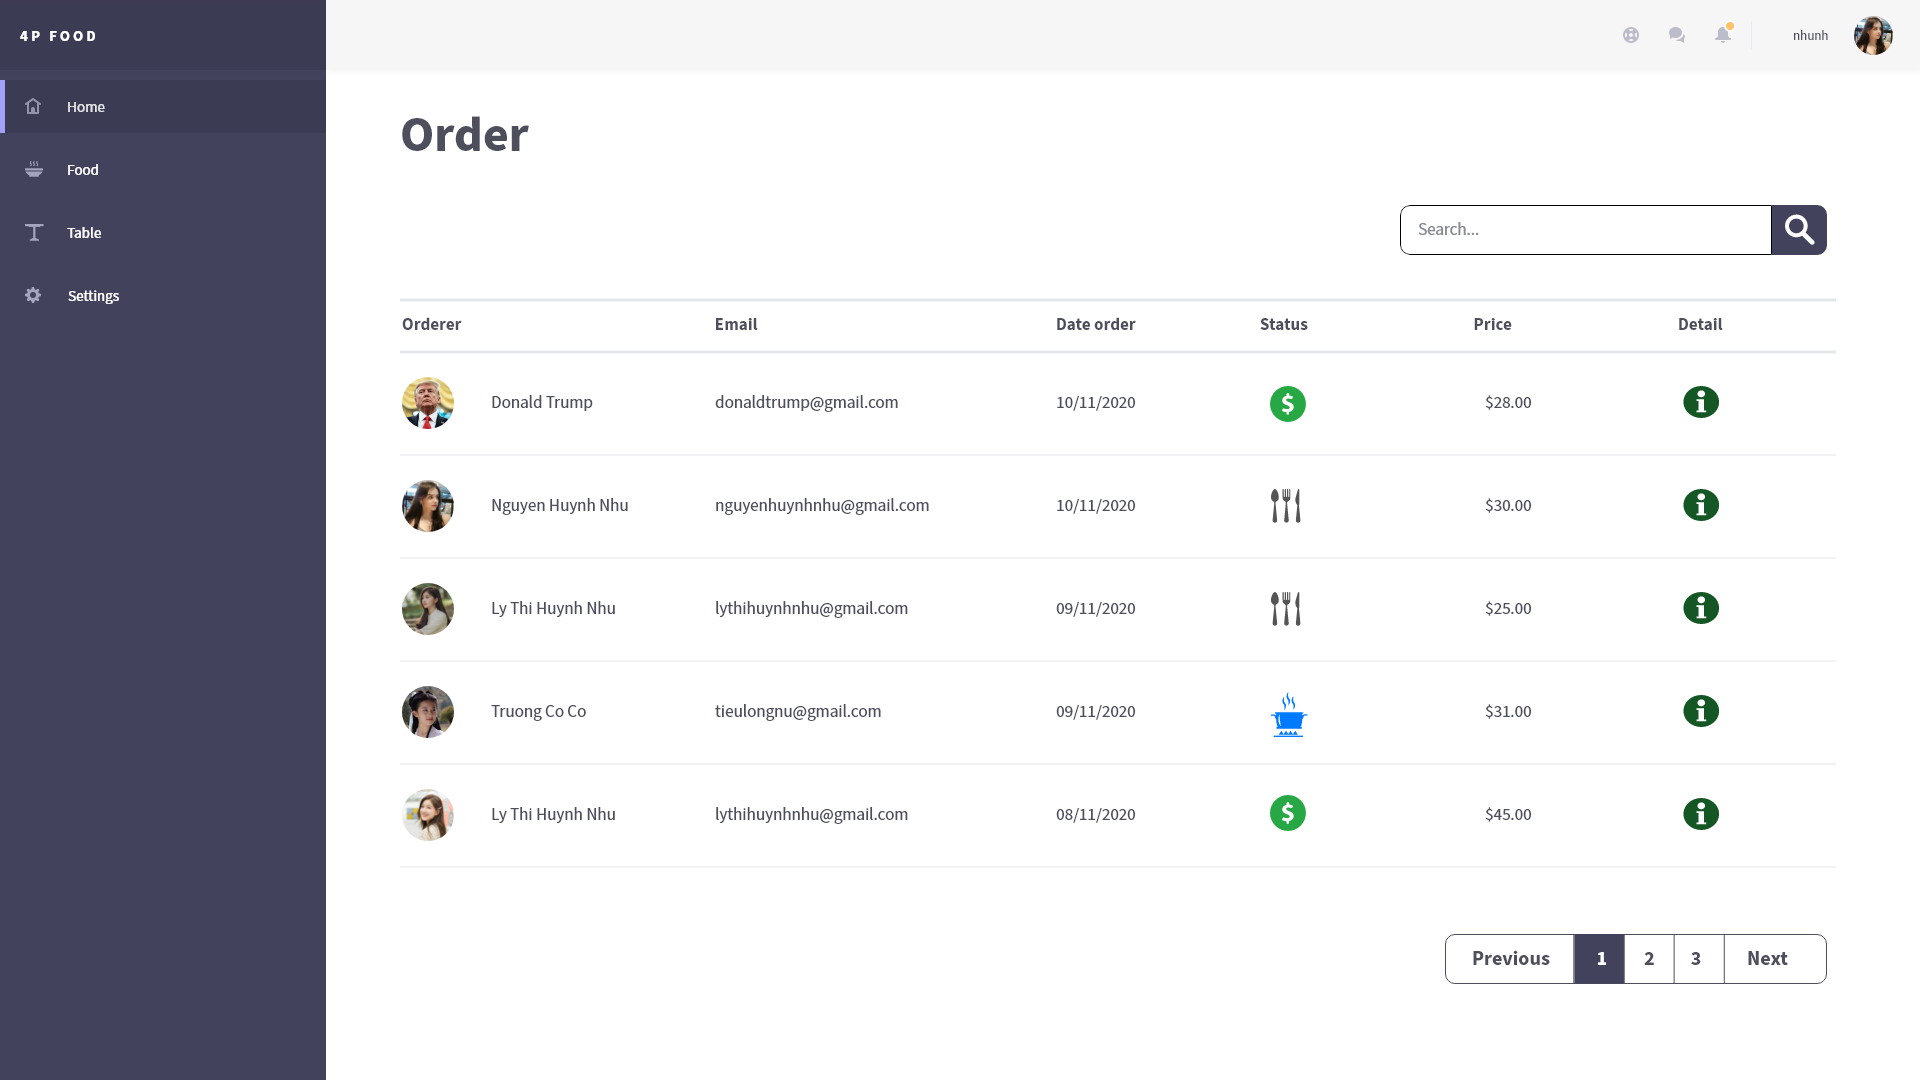 4P FOOD
nhunh
Home
Food
Table
Settings
Order
Search...
Orderer Email Date order Status Price Detail
Donald Trump donaldtrump@gmail.com 10/11/2020 $ $28.00 i
Nguyen Huynh Nhu nguyenhuynhnhu@gmail.com 10/11/2020 $30.00 i
Ly Thi Huynh Nhu lythihuynhnhu@gmail.com 09/11/2020 $25.00 i
Truong Co Co tieulongnu@gmail.com 09/11/2020 $31.00 i
Ly Thi Huynh Nhu lythihuynhnhu@gmail.com 08/11/2020 $ $45.00 i
Previous 1 2 3 Next